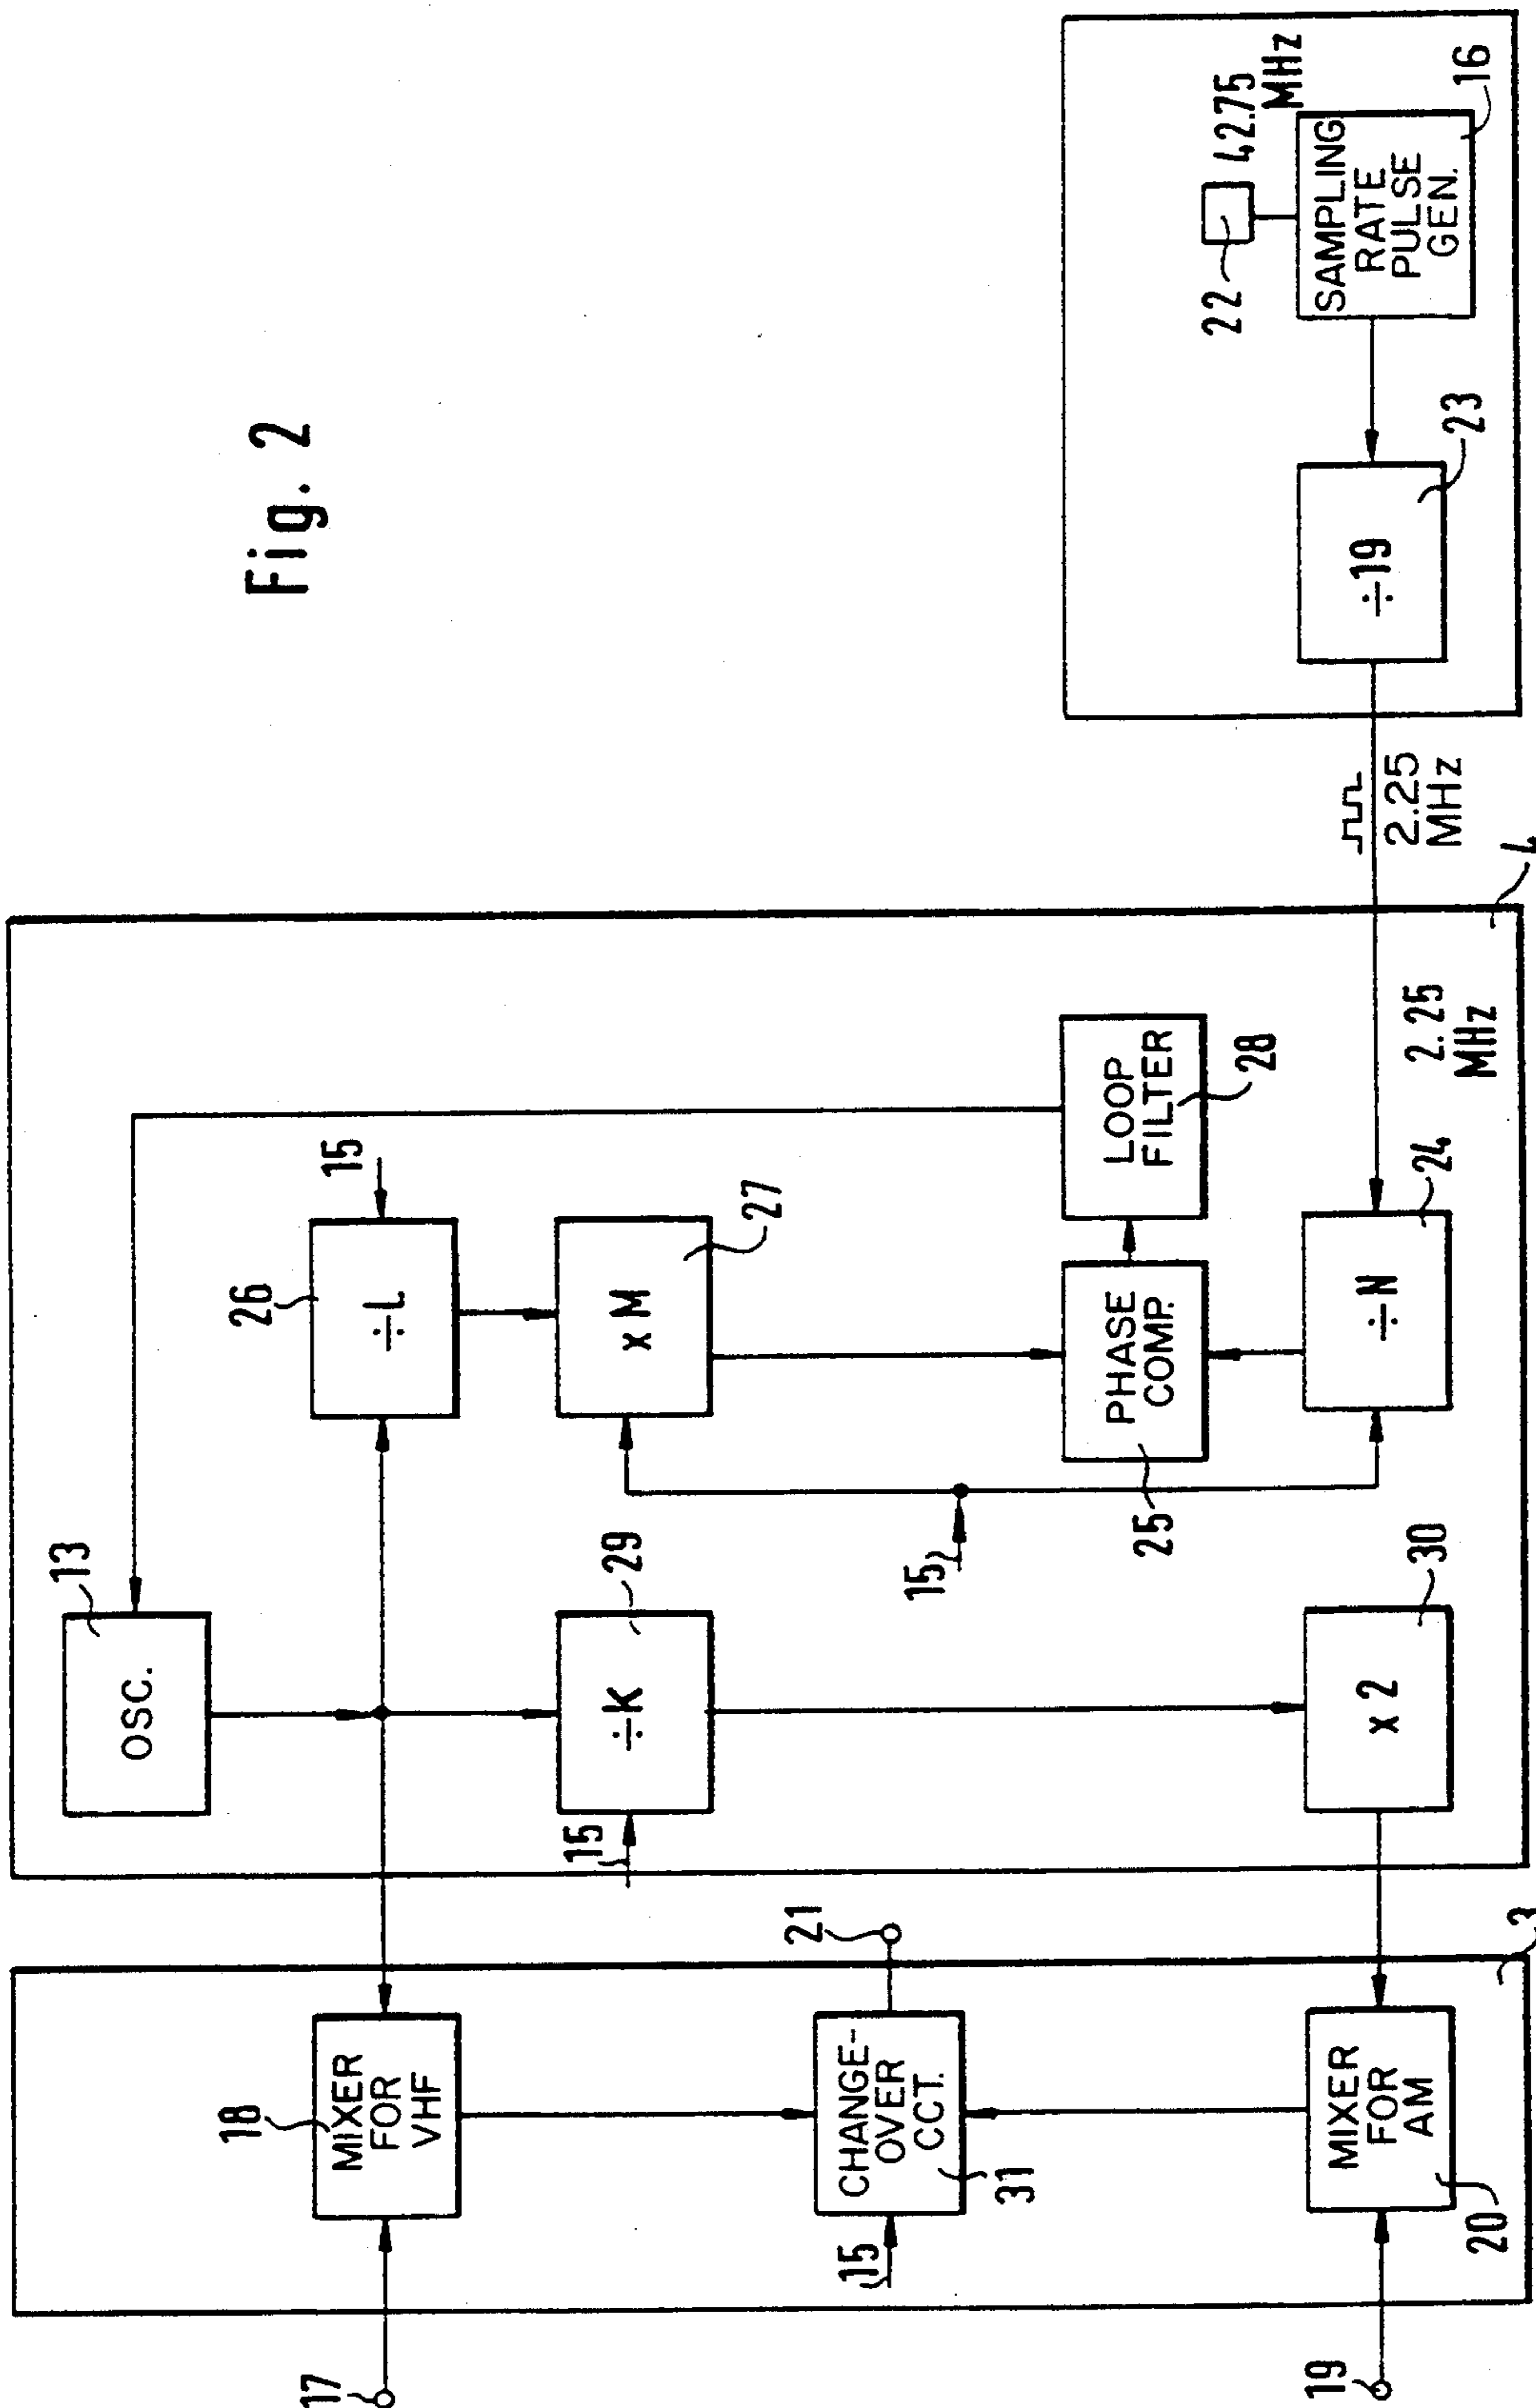 Fig. 2
17
18
MIXER
FOR
VHF
15
CHANGE-
OVER
CCT.
31
21
19
20
MIXER
FOR
AM
3
13
OSC.
15
÷K
29
x 2
30
26
÷L
15
x M
27
15
25
PHASE
COMP.
LOOP
FILTER
28
÷N
24
2.25
MHz
4
2.25
MHz
÷19
23
22
42.75
MHz
SAMPLING
RATE
PULSE
GEN.
16